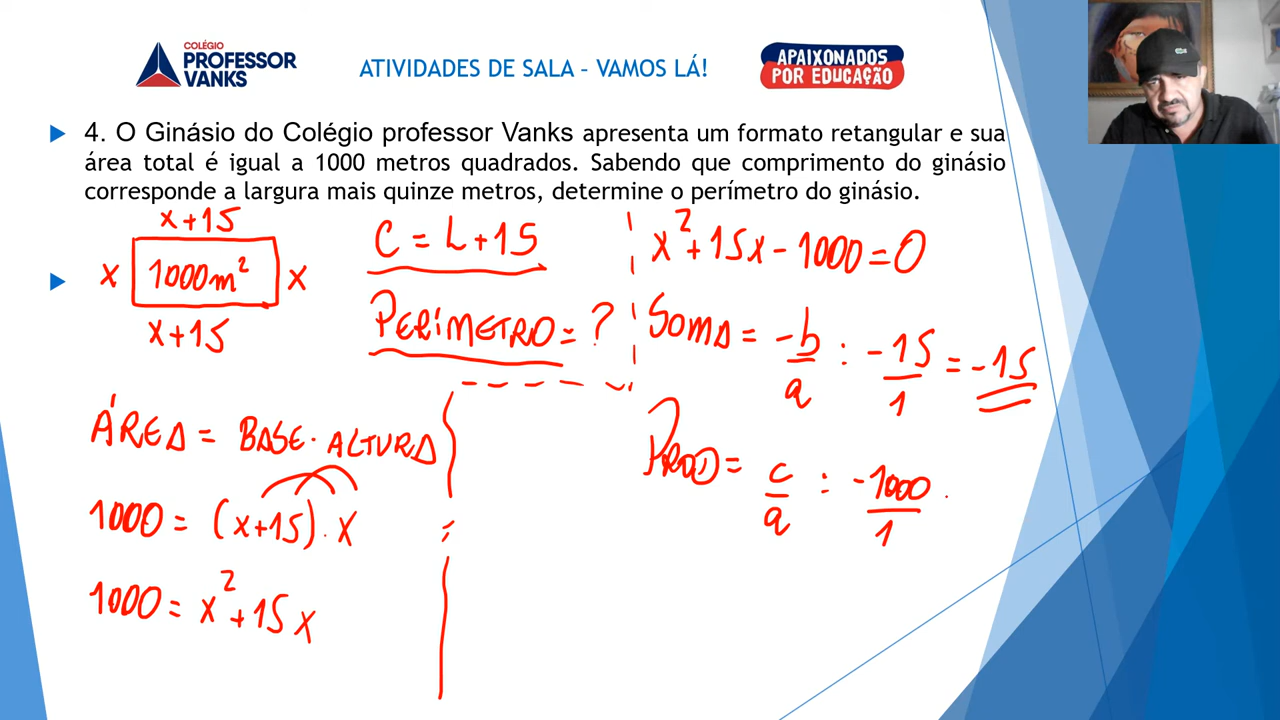 COLÉGIO
PROFESSOR
VANKS
ATIVIDADES DE SALA – VAMOS LÁ!
APAIXONADOS
POR EDUCAÇÃO
4. O Ginásio do Colégio professor Vanks apresenta um formato retangular e sua
área total é igual a 1000 metros quadrados. Sabendo que comprimento do ginásio
corresponde a largura mais quinze metros, determine o perímetro do ginásio.
x+15
x 1000m² x
x+15
C = L+15
PERÍMETRO = ?
ÁREA = BASE · ALTURA
1000 = (x+15) · x
1000 = x² + 15x
x² + 15x - 1000 = 0
SOMA = -b/a : -15/1 = -15
PROD = c/a : -1000/1